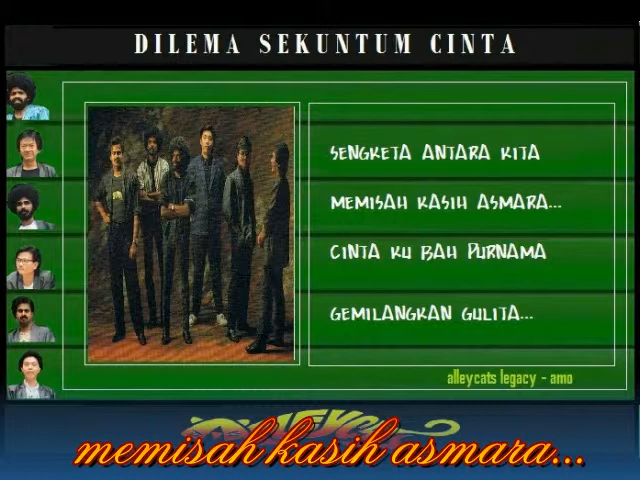 DILEMA SEKUNTUM CINTA
SENGKETA ANTARA KITA
MEMISAH KASIH ASMARA...
CINTA KU BAH PURNAMA
GEMILANGKAN GULITA...
alleycats legacy - amo
memisah kasih asmara...